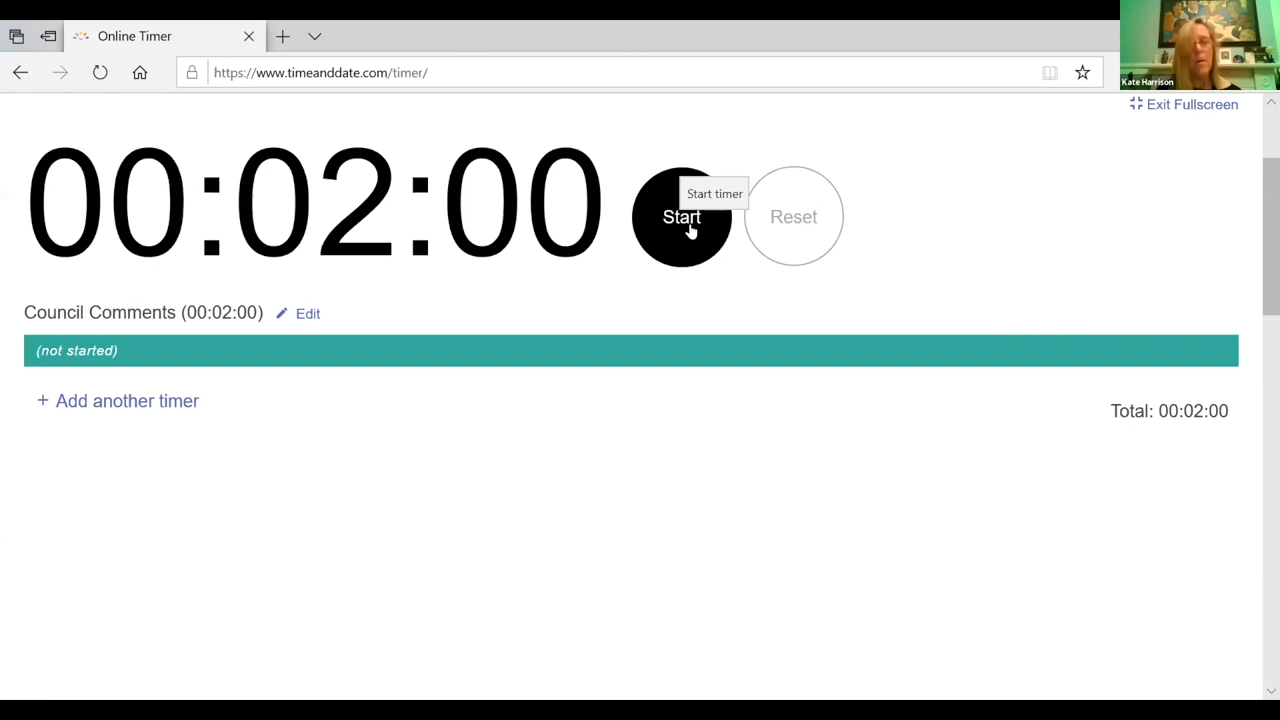 Online Timer
https://www.timeanddate.com/timer/
Kate Harrison
Exit Fullscreen
00:02:00
Start timer
Start
Reset
Council Comments (00:02:00)
Edit
(not started)
+ Add another timer
Total: 00:02:00